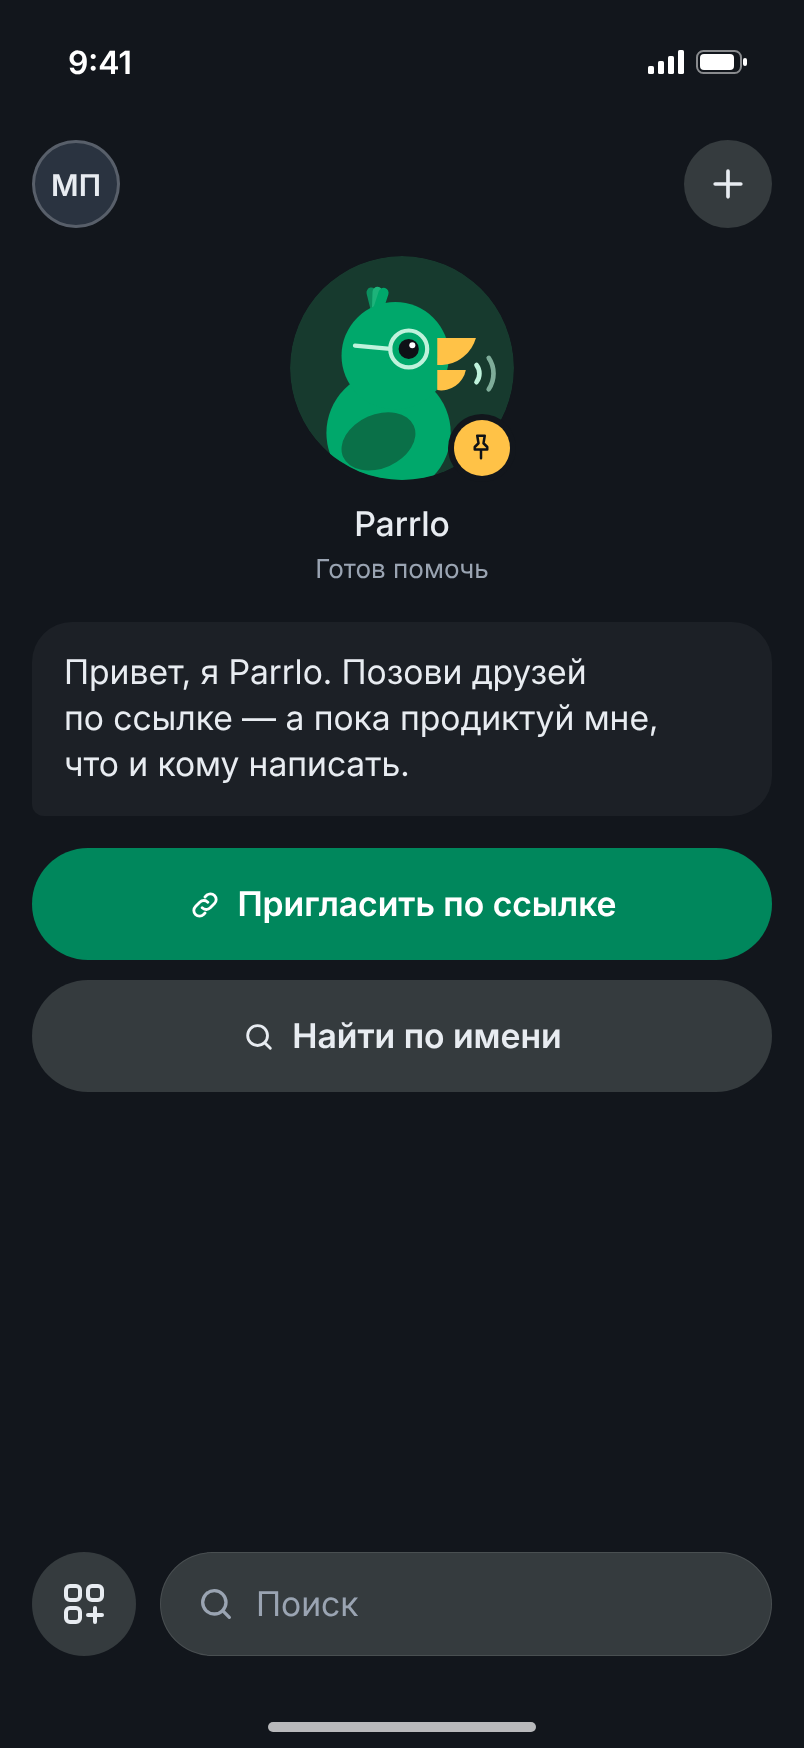 9:41
МП
Parrlo
Готов помочь
Привет, я Parrlo. Позови друзей
по ссылке — а пока продиктуй мне,
что и кому написать.
Пригласить по ссылке
Найти по имени
Поиск